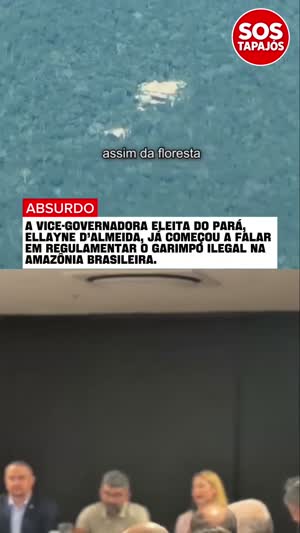 SOS
TAPAJÓS
assim da floresta
ABSURDO
A VICE-GOVERNADORA ELEITA DO PARÁ,
ELLAYNE D'ALMEIDA, JÁ COMEÇOU A FALAR
EM REGULAMENTAR O GARIMPO ILEGAL NA
AMAZÔNIA BRASILEIRA.